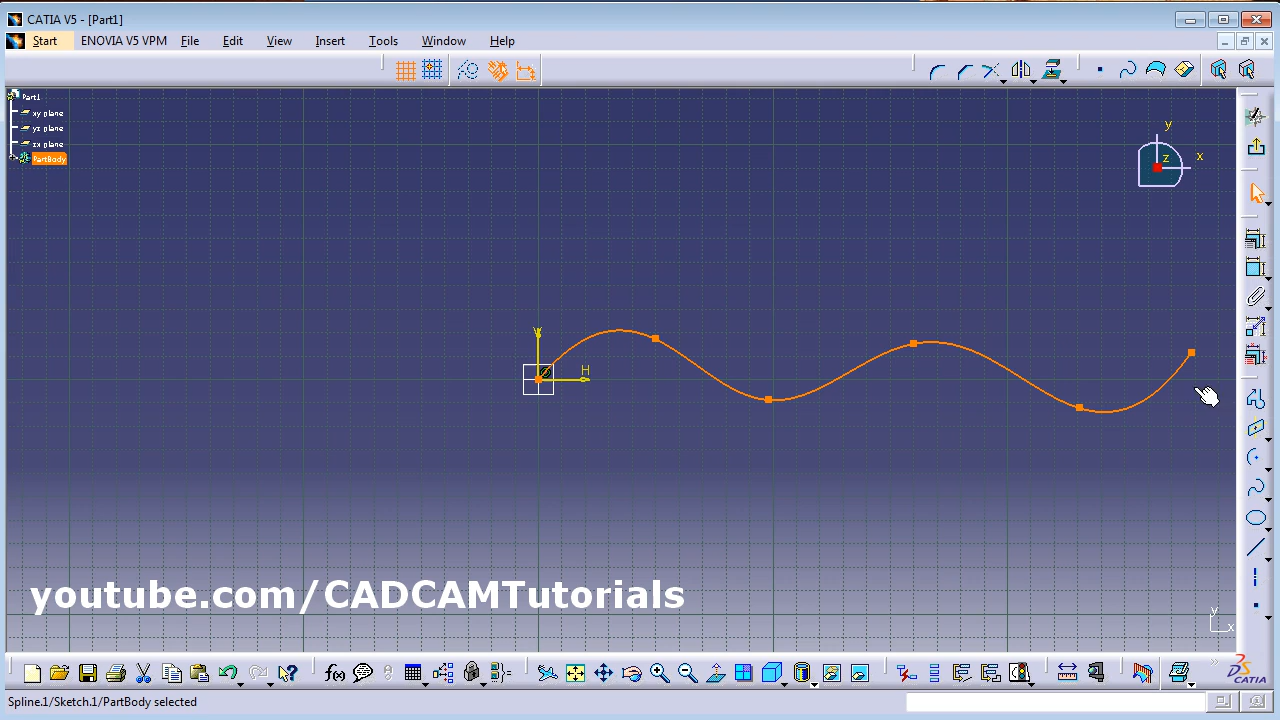 CATIA V5 - [Part1]
Start ENOVIA V5 VPM File Edit View Insert Tools Window Help
Part1
xy plane
yz plane
zx plane
PartBody
y
z x
V
H
youtube.com/CADCAMTutorials
y
x
f(x)
CATIA
Spline.1/Sketch.1/PartBody selected